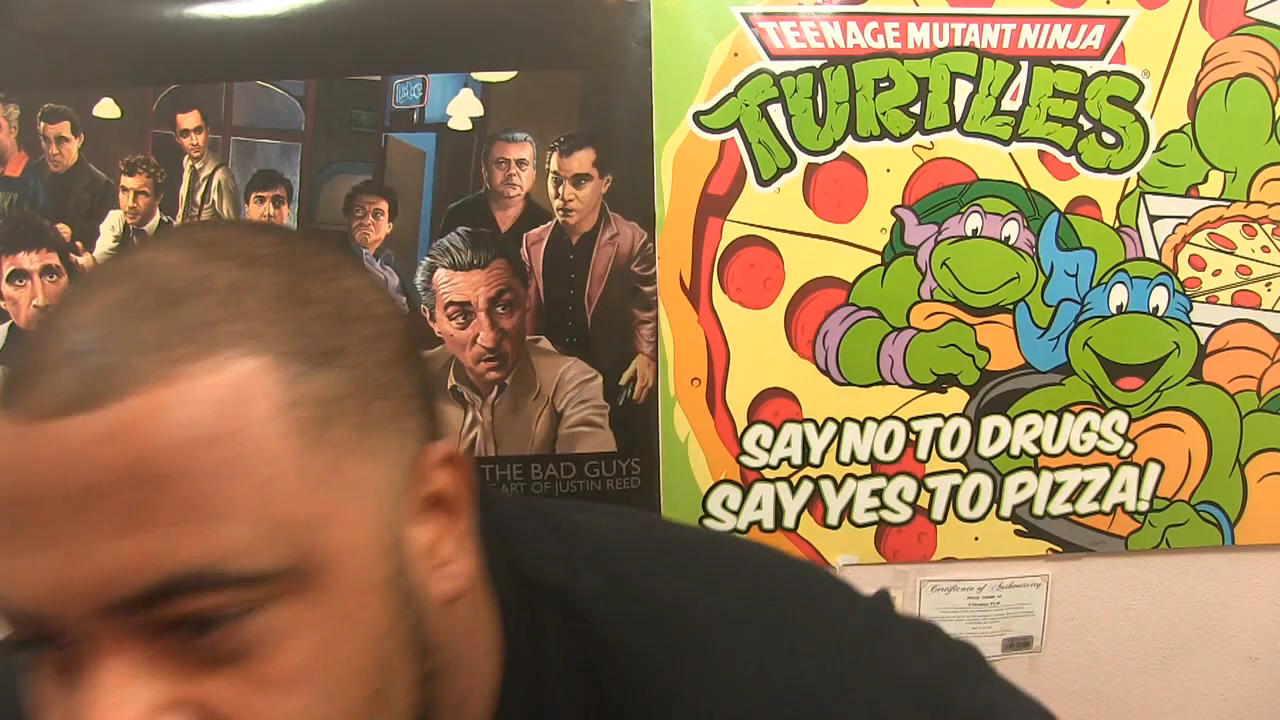 THE BAD GUYS
ART OF JUSTIN REED
TEENAGE MUTANT NINJA
TURTLES
®
SAY NO TO DRUGS,
SAY YES TO PIZZA!
Certificate of Authenticity